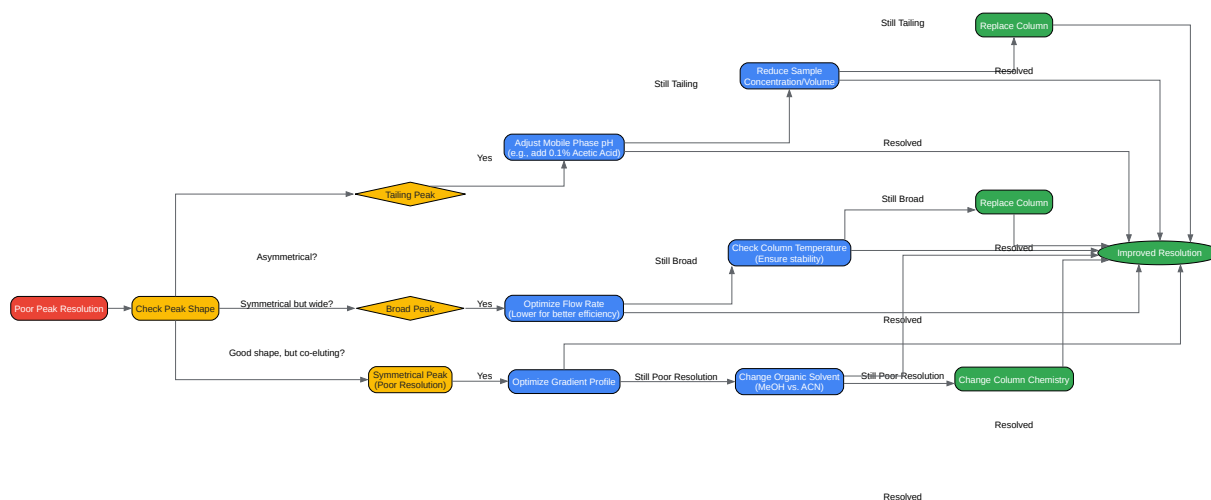 Still Tailing
Replace Column
Reduce Sample
Concentration/Volume
Resolved
Still Tailing
Adjust Mobile Phase pH
(e.g., add 0.1% Acetic Acid)
Resolved
Yes
Tailing Peak
Still Broad
Replace Column
Check Column Temperature
(Ensure stability)
Resolved
Improved Resolution
Asymmetrical?
Still Broad
Poor Peak Resolution
Check Peak Shape
Symmetrical but wide?
Broad Peak
Yes
Optimize Flow Rate
(Lower for better efficiency)
Resolved
Good shape, but co-eluting?
Symmetrical Peak
(Poor Resolution)
Yes
Optimize Gradient Profile
Still Poor Resolution
Change Organic Solvent
(MeOH vs. ACN)
Still Poor Resolution
Change Column Chemistry
Resolved
Resolved